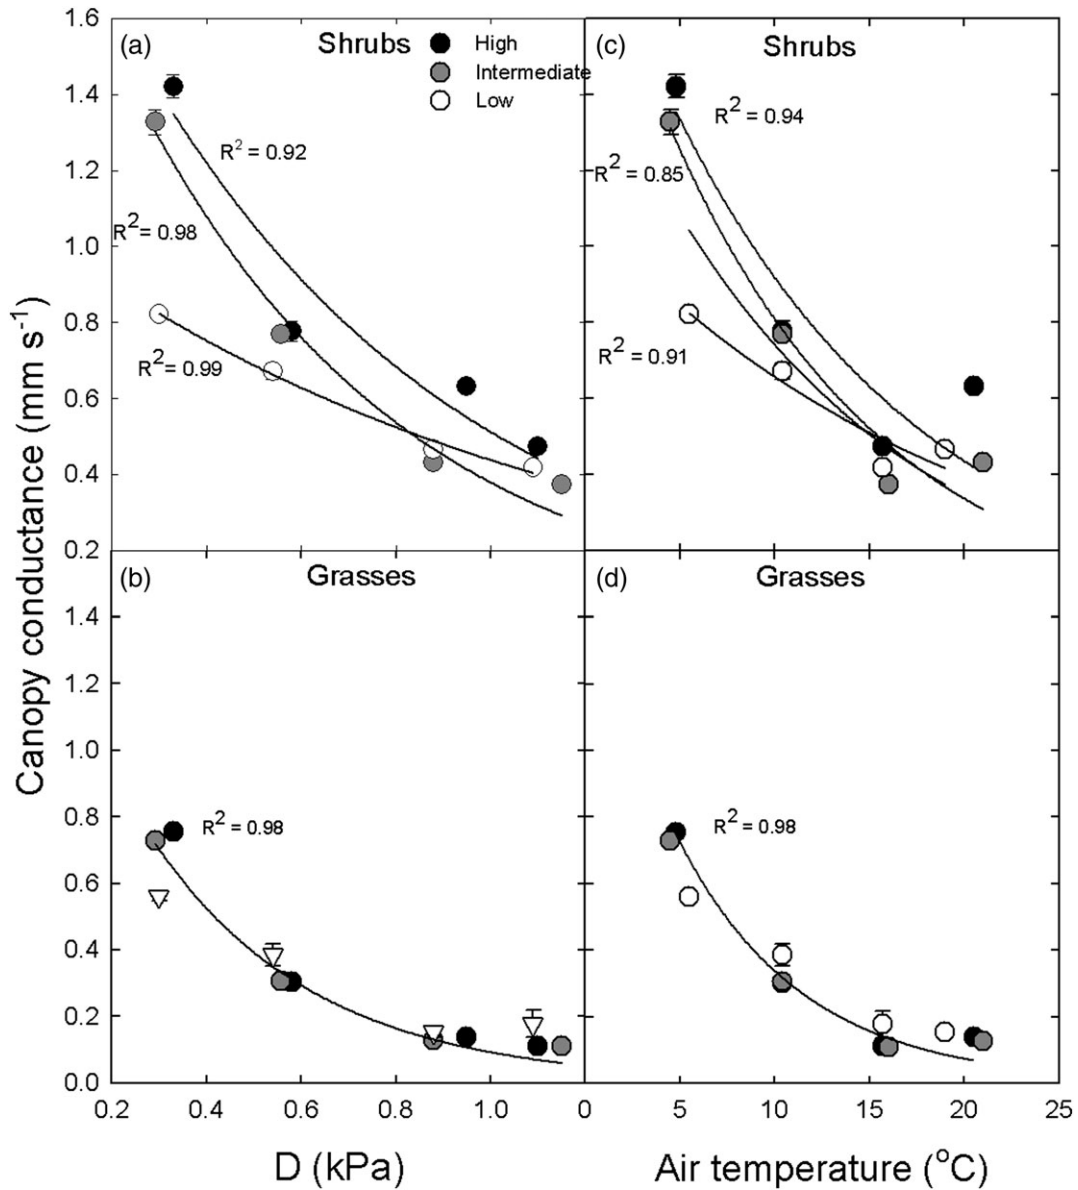 Canopy conductance (mm s⁻¹)
(a)
Shrubs
High
Intermediate
Low
1.6
1.4
1.2
1.0
0.8
0.6
0.4
0.2
R² = 0.92
R² = 0.98
R² = 0.99
(c)
Shrubs
R² = 0.94
R² = 0.85
R² = 0.91
(b)
Grasses
1.4
1.2
1.0
0.8
0.6
0.4
0.2
0.0
R² = 0.98
0.2 0.4 0.6 0.8 1.0
D (kPa)
(d)
Grasses
R² = 0.98
0 5 10 15 20 25
Air temperature (°C)